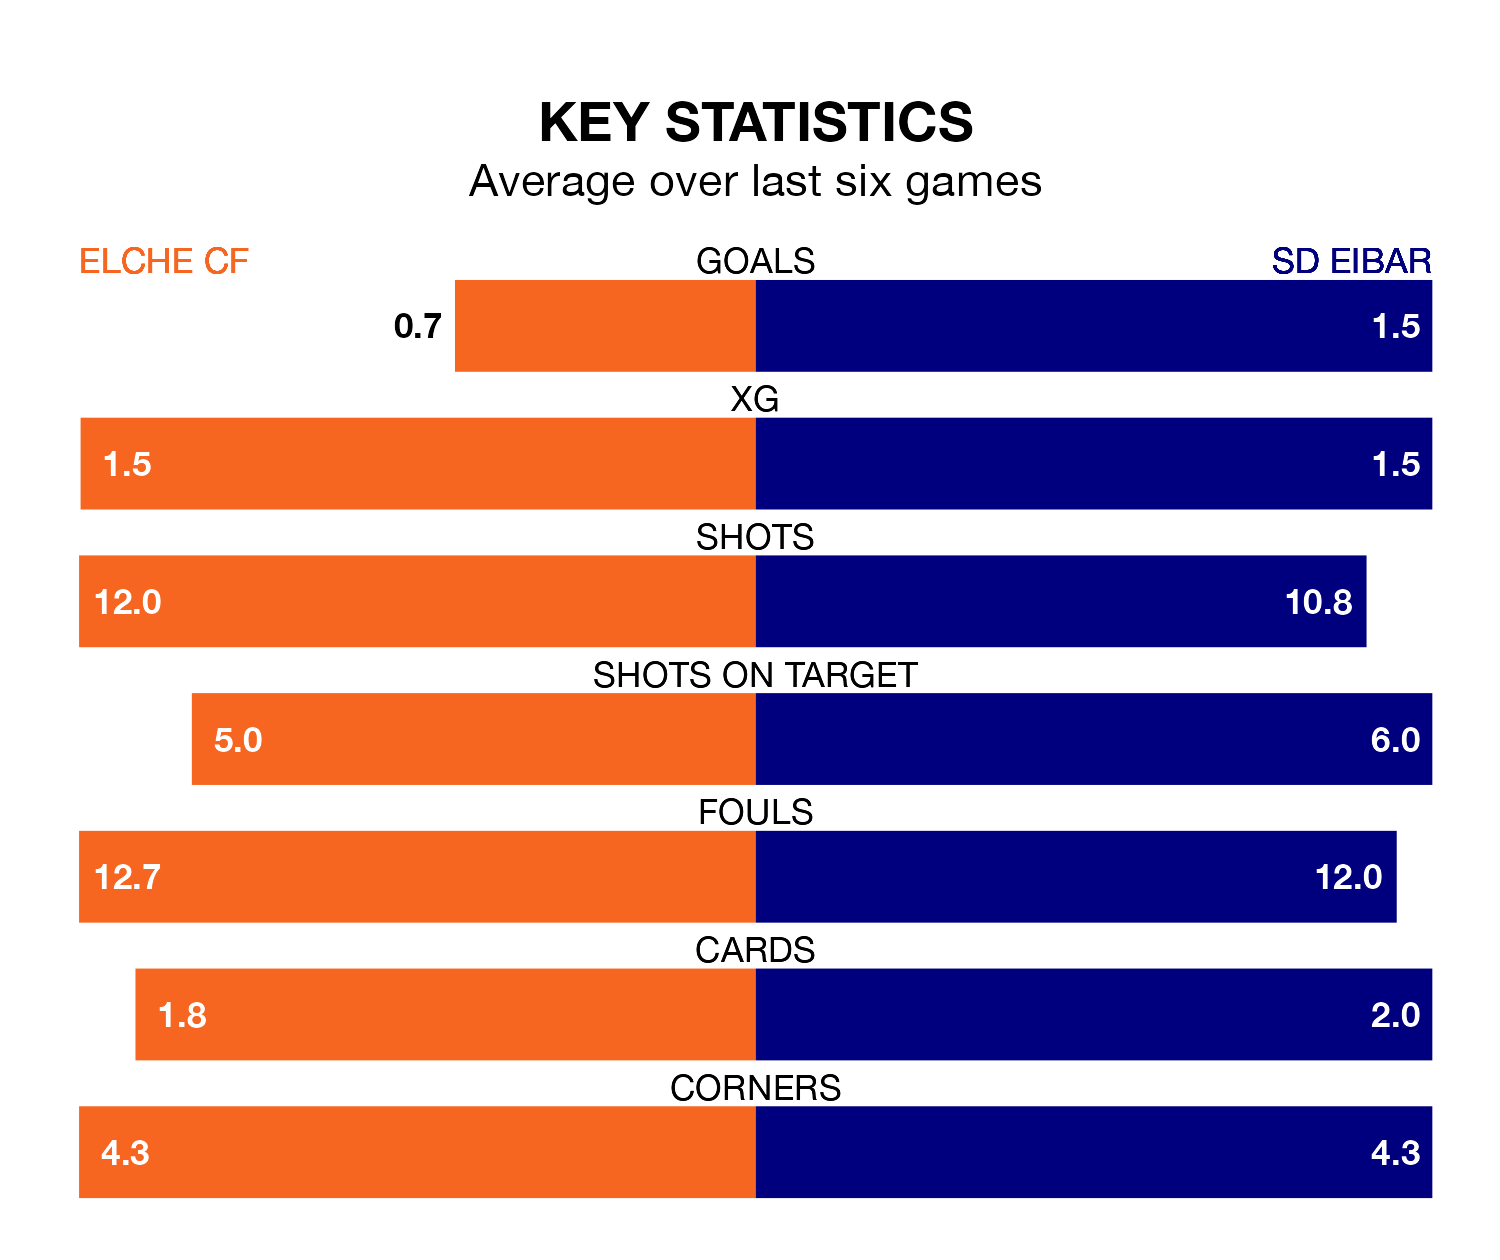 KEY STATISTICS
Average over last six games
ELCHE CF GOALS SD EIBAR
0.7 1.5
XG
1.5 1.5
SHOTS
12.0 10.8
SHOTS ON TARGET
5.0 6.0
FOULS
12.7 12.0
CARDS
1.8 2.0
CORNERS
4.3 4.3